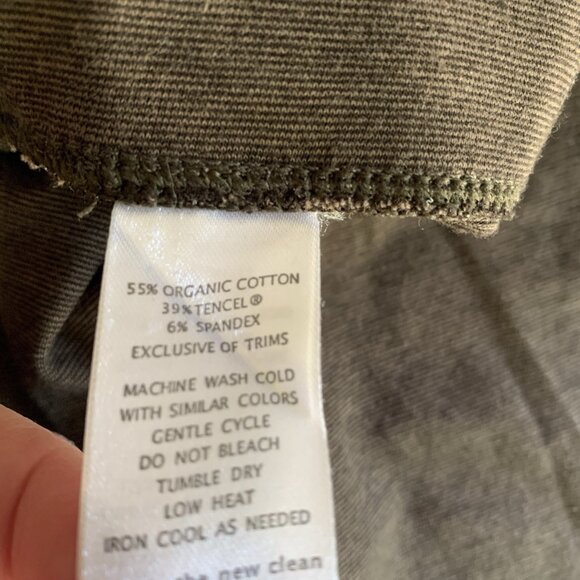 55% ORGANIC COTTON
39% TENCEL®
6% SPANDEX
EXCLUSIVE OF TRIMS
MACHINE WASH COLD
WITH SIMILAR COLORS
GENTLE CYCLE
DO NOT BLEACH
TUMBLE DRY
LOW HEAT
IRON COOL AS NEEDED
the new clean